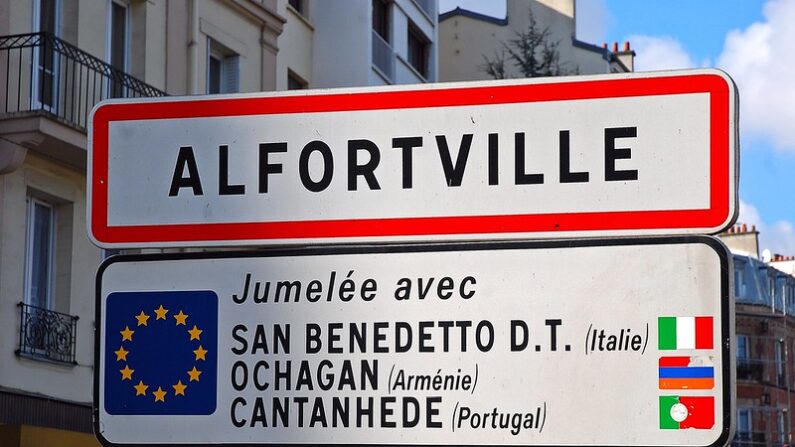 ALFORTVILLE
Jumelée avec
SAN BENEDETTO D.T. (Italie)
OCHAGAN (Arménie)
CANTANHEDE (Portugal)